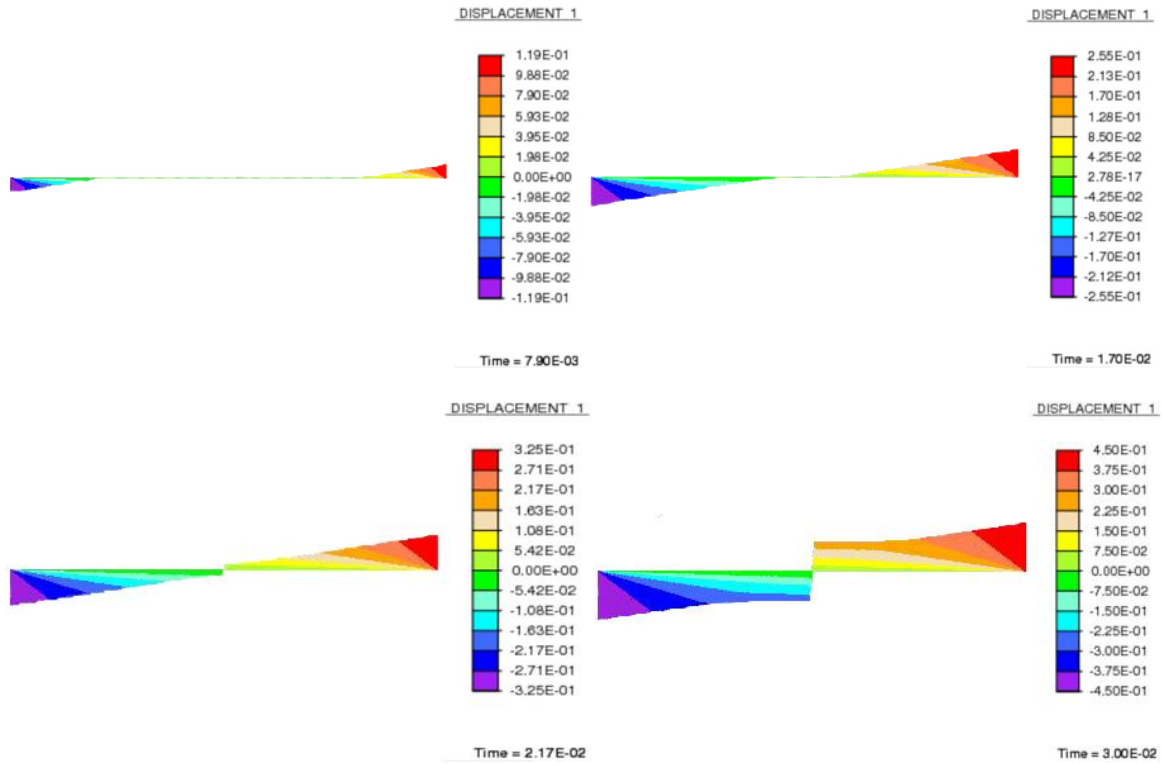 DISPLACEMENT 1
1.19E-01
9.88E-02
7.90E-02
5.93E-02
3.95E-02
1.98E-02
0.00E+00
-1.98E-02
-3.95E-02
-5.93E-02
-7.90E-02
-9.88E-02
-1.19E-01
Time = 7.90E-03
DISPLACEMENT 1
2.55E-01
2.13E-01
1.70E-01
1.28E-01
8.50E-02
4.25E-02
2.78E-17
-4.25E-02
-8.50E-02
-1.27E-01
-1.70E-01
-2.12E-01
-2.55E-01
Time = 1.70E-02
DISPLACEMENT 1
3.25E-01
2.71E-01
2.17E-01
1.63E-01
1.08E-01
5.42E-02
0.00E+00
-5.42E-02
-1.08E-01
-1.63E-01
-2.17E-01
-2.71E-01
-3.25E-01
Time = 2.17E-02
DISPLACEMENT 1
4.50E-01
3.75E-01
3.00E-01
2.25E-01
1.50E-01
7.50E-02
0.00E+00
-7.50E-02
-1.50E-01
-2.25E-01
-3.00E-01
-3.75E-01
-4.50E-01
Time = 3.00E-02